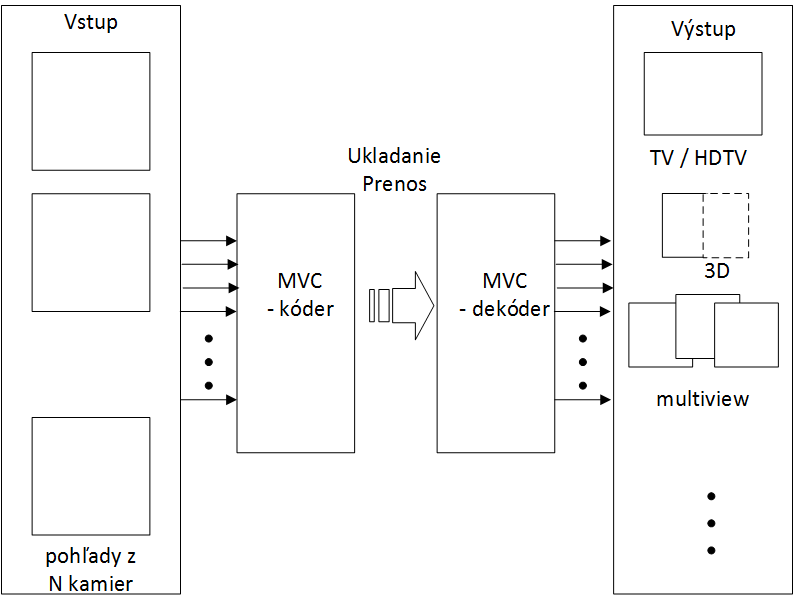 Vstup
pohľady z
N kamier
MVC
- kóder
Ukladanie
Prenos
MVC
- dekóder
Výstup
TV / HDTV
3D
multiview